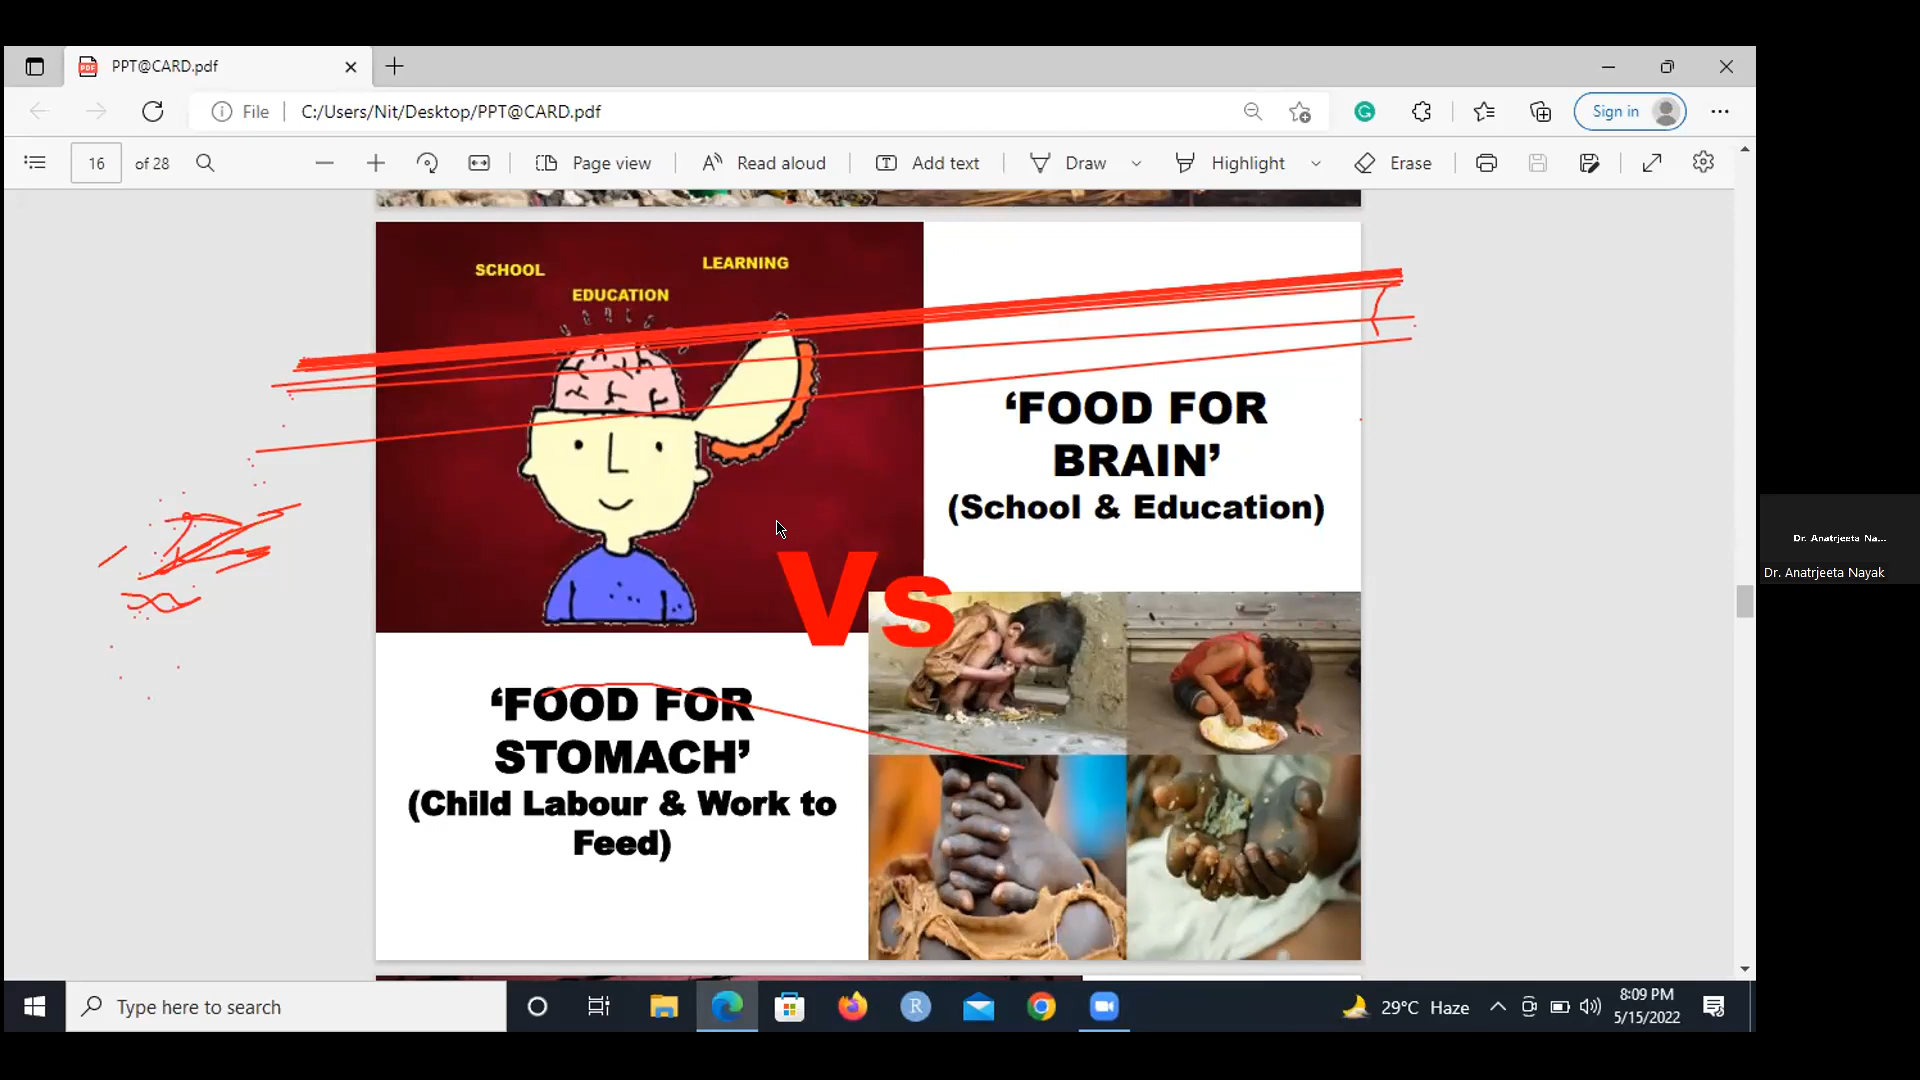 PPT@CARD.pdf
File
C:/Users/Nit/Desktop/PPT@CARD.pdf
Sign in
16 of 28
Page view
Read aloud
Add text
Draw
Highlight
Erase
SCHOOL
LEARNING
EDUCATION
‘FOOD FOR
BRAIN’
(School & Education)
Vs
‘FOOD FOR
STOMACH’
(Child Labour & Work to
Feed)
Dr. Anatrjeeta Na...
Dr. Anatrjeeta Nayak
Type here to search
29°C Haze
8:09 PM
5/15/2022